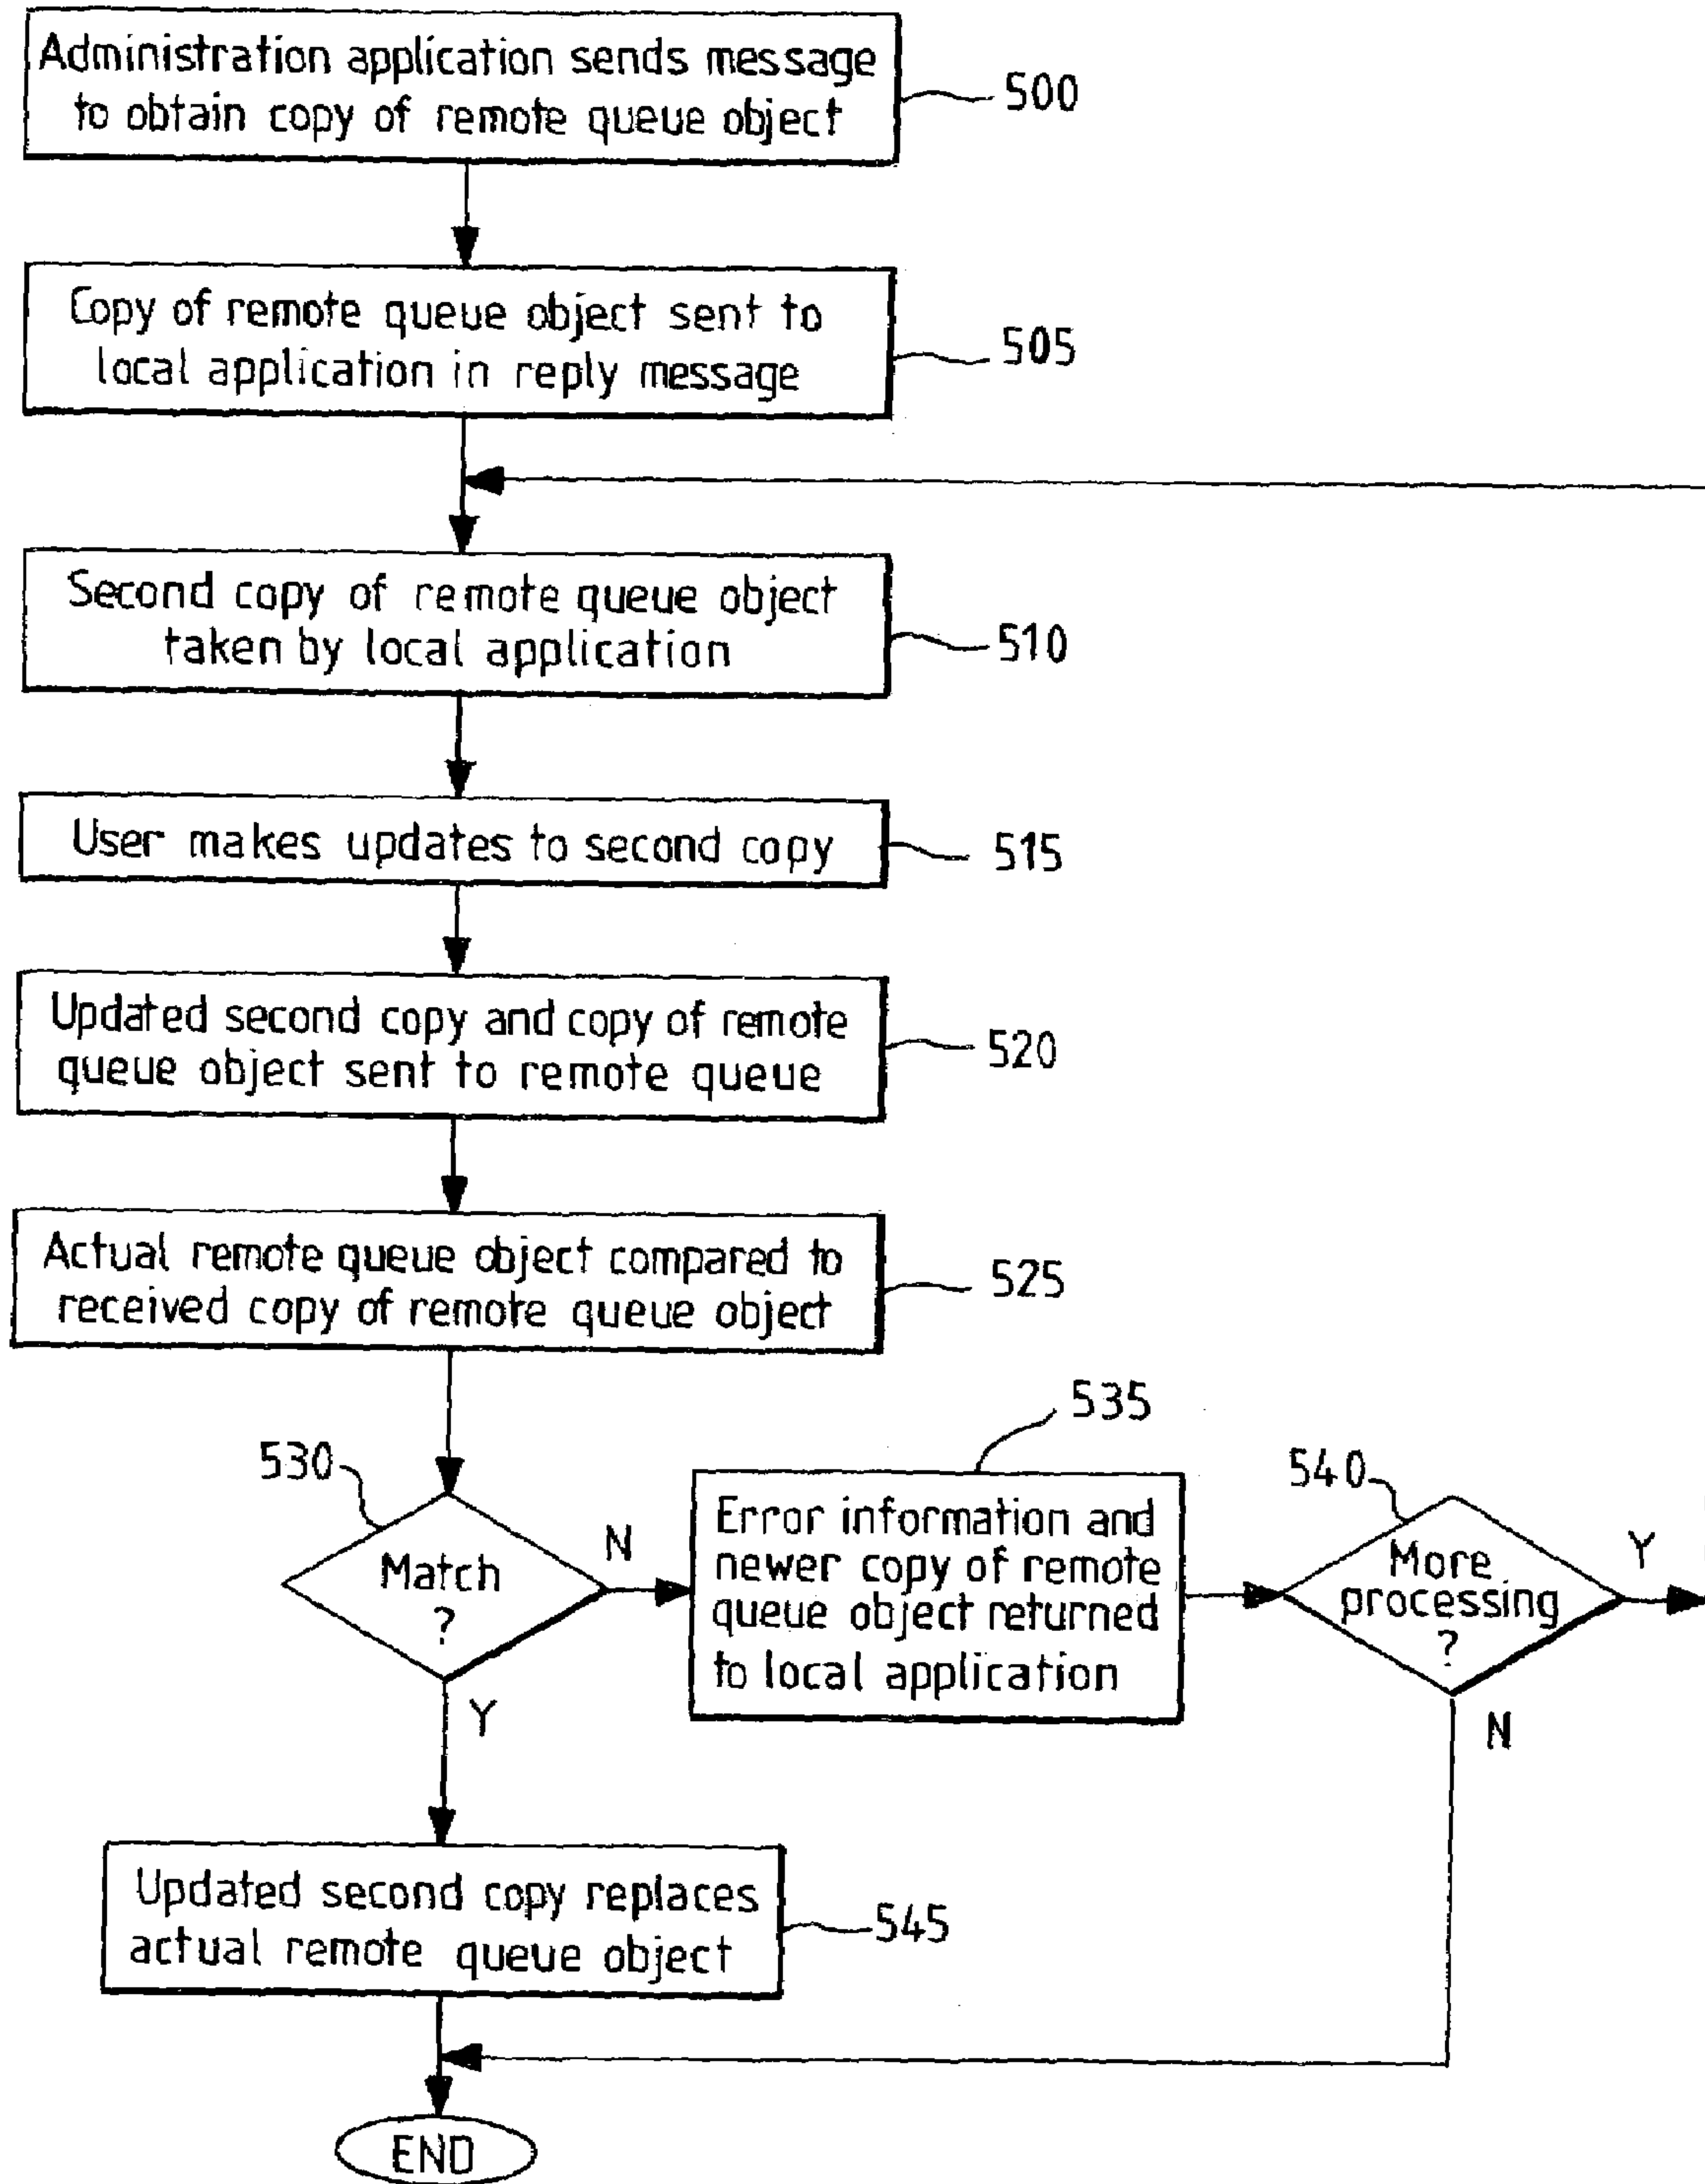 Administration application sends message
to obtain copy of remote queue object
500
Copy of remote queue object sent to
local application in reply message
505
Second copy of remote queue object
taken by local application
510
User makes updates to second copy
515
Updated second copy and copy of remote
queue object sent to remote queue
520
Actual remote queue object compared to
received copy of remote queue object
525
530
Match
?
N
Y
535
Error information and
newer copy of remote
queue object returned
to local application
540
More
processing
?
Y
N
Updated second copy replaces
actual remote queue object
545
END